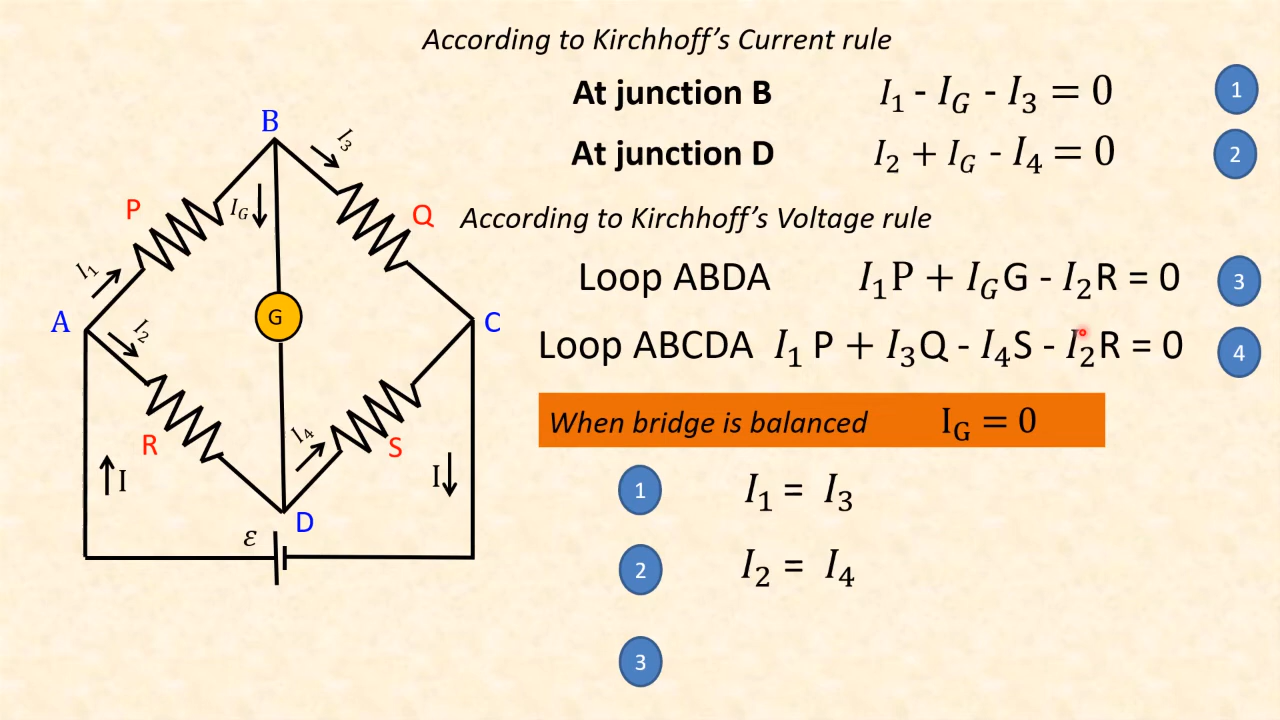 According to Kirchhoff's Current rule
At junction B I₁ - I_G - I₃ = 0 1
At junction D I₂ + I_G - I₄ = 0 2
According to Kirchhoff's Voltage rule
Loop ABDA I₁P + I_GG - I₂R = 0 3
Loop ABCDA I₁ P + I₃Q - I₄S - I₂R = 0 4
When bridge is balanced I_G = 0
1 I₁ = I₃
2 I₂ = I₄
3
B
I₃
P
I_G
Q
I₁
A
G
C
I₂
R
I₄
S
I
I
D
ε